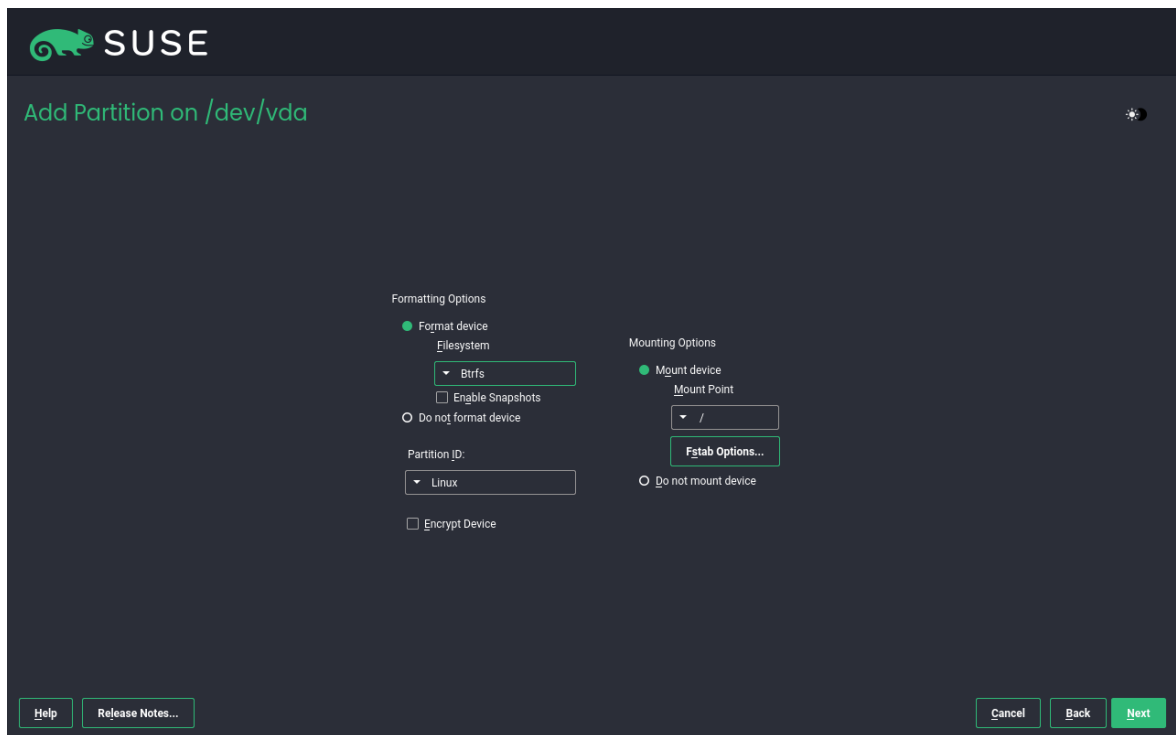 SUSE
Add Partition on /dev/vda
Formatting Options
Format device
Filesystem
Btrfs
Enable Snapshots
Do not format device
Partition ID:
Linux
Encrypt Device
Mounting Options
Mount device
Mount Point
/
Fstab Options...
Do not mount device
Help
Release Notes...
Cancel
Back
Next